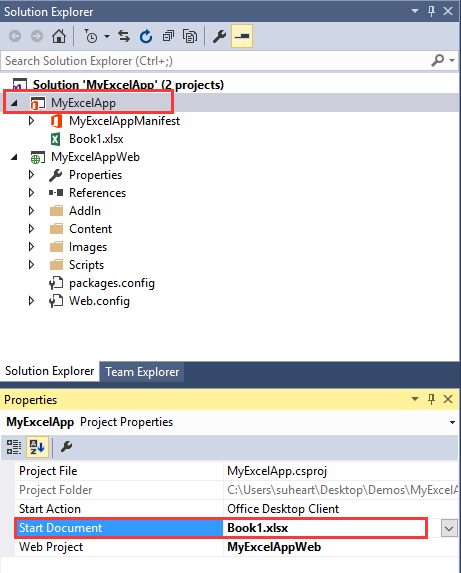 Solution Explorer
Search Solution Explorer (Ctrl+;)
Solution 'MyExcelApp' (2 projects)
MyExcelApp
MyExcelAppManifest
Book1.xlsx
MyExcelAppWeb
Properties
References
AddIn
Content
Images
Scripts
packages.config
Web.config
Solution Explorer Team Explorer
Properties
MyExcelApp Project Properties
Project File MyExcelApp.csproj
Project Folder C:\Users\suheart\Desktop\Demos\MyExcelA
Start Action Office Desktop Client
Start Document Book1.xlsx
Web Project MyExcelAppWeb